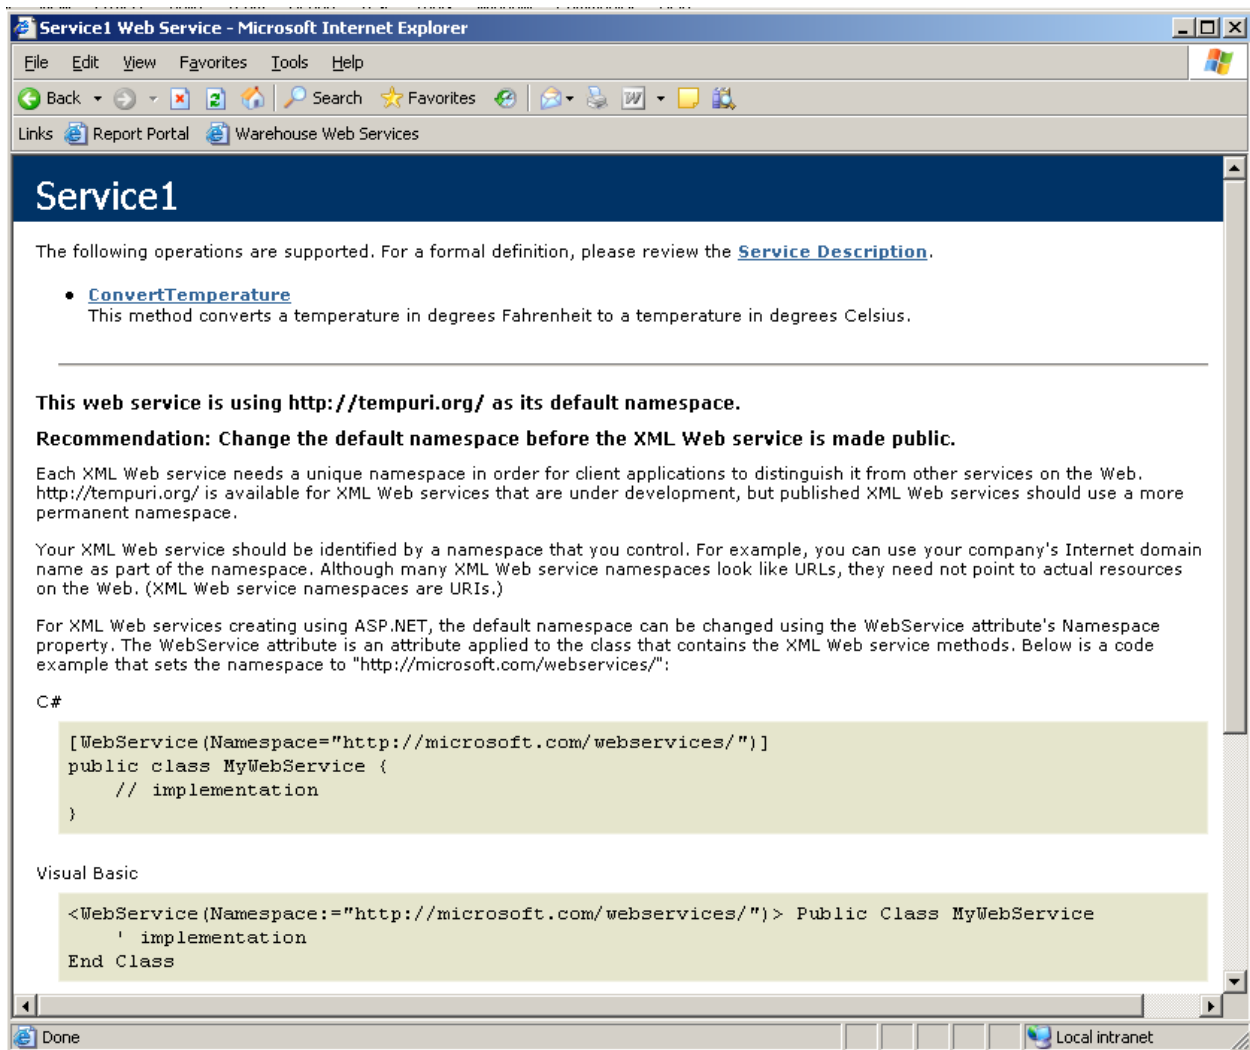 Service1 Web Service - Microsoft Internet Explorer
File Edit View Favorites Tools Help
Back Search Favorites
Links Report Portal Warehouse Web Services
Service1
The following operations are supported. For a formal definition, please review the Service Description.
• ConvertTemperature
This method converts a temperature in degrees Fahrenheit to a temperature in degrees Celsius.
This web service is using http://tempuri.org/ as its default namespace.
Recommendation: Change the default namespace before the XML Web service is made public.
Each XML Web service needs a unique namespace in order for client applications to distinguish it from other services on the Web.
http://tempuri.org/ is available for XML Web services that are under development, but published XML Web services should use a more
permanent namespace.
Your XML Web service should be identified by a namespace that you control. For example, you can use your company's Internet domain
name as part of the namespace. Although many XML Web service namespaces look like URLs, they need not point to actual resources
on the Web. (XML Web service namespaces are URIs.)
For XML Web services creating using ASP.NET, the default namespace can be changed using the WebService attribute's Namespace
property. The WebService attribute is an attribute applied to the class that contains the XML Web service methods. Below is a code
example that sets the namespace to "http://microsoft.com/webservices/":
C#
[WebService(Namespace="http://microsoft.com/webservices/")]
public class MyWebService {
// implementation
}
Visual Basic
<WebService(Namespace:="http://microsoft.com/webservices/")> Public Class MyWebService
' implementation
End Class
Done Local intranet